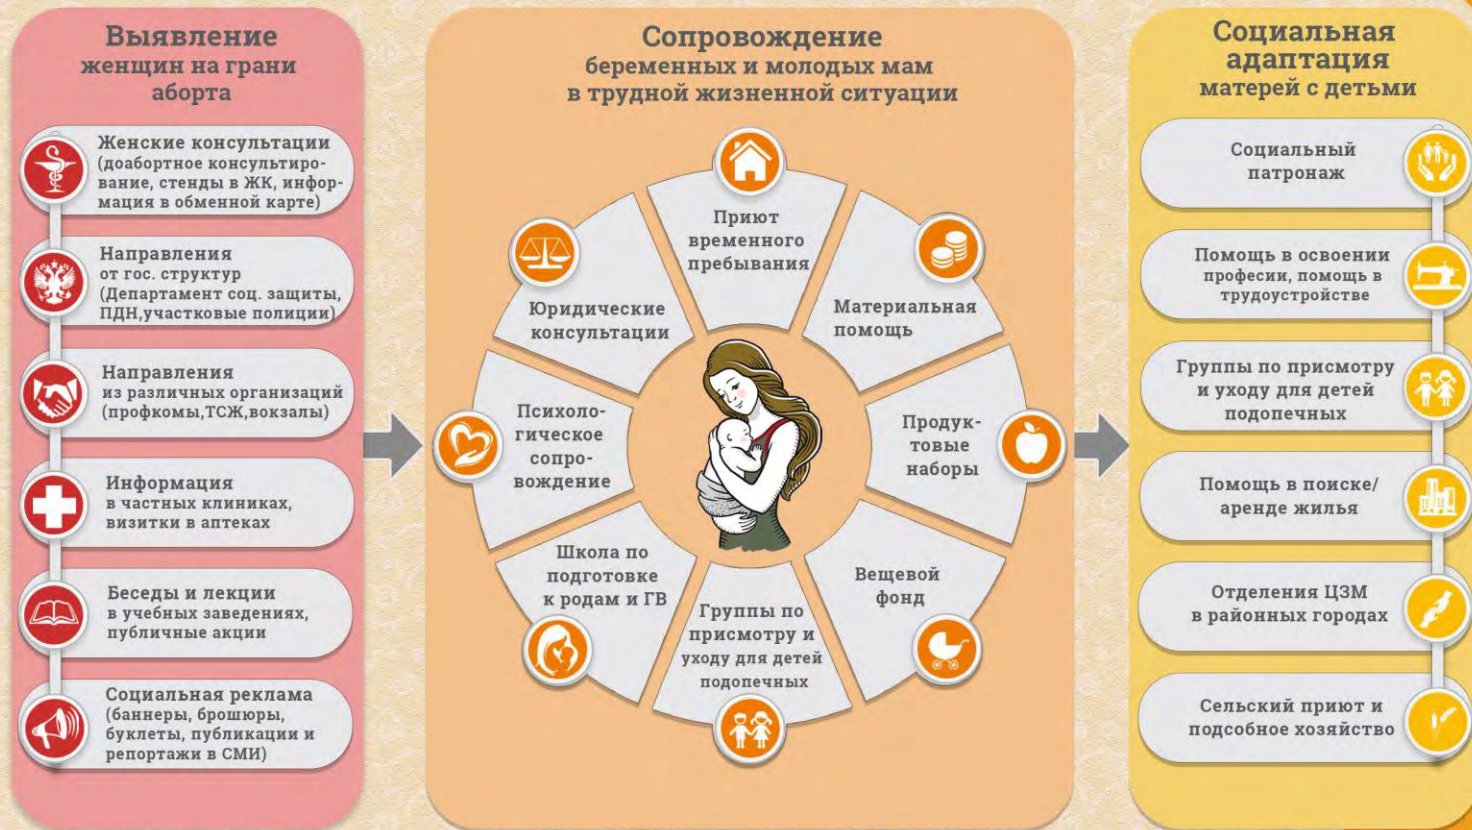 Выявление
женщин на грани
аборта
Женские консультации
(доабортное консультиро-
вание, стенды в ЖК, инфор-
мация в обменной карте)
Направления
от гос. структур
(Департамент соц. защиты,
ПДН,участковые полиции)
Направления
из различных организаций
(профкомы,ТСЖ,вокзалы)
Информация
в частных клиниках,
визитки в аптеках
Беседы и лекции
в учебных заведениях,
публичные акции
Социальная реклама
(баннеры, брошюры,
буклеты, публикации и
репортажи в СМИ)
Сопровождение
беременных и молодых мам
в трудной жизненной ситуации
Приют
временного
пребывания
Материальная
помощь
Продук-
товые
наборы
Вещевой
фонд
Группы по
присмотру и
уходу для детей
подопечных
Школа по
подготовке
к родам и ГВ
Психоло-
гическое
сопро-
вождение
Юридические
консультации
Социальная
адаптация
матерей с детьми
Социальный
патронаж
Помощь в освоении
професии, помощь в
трудоустройстве
Группы по присмотру
и уходу для детей
подопечных
Помощь в поиске/
аренде жилья
Отделения ЦЗМ
в районных городах
Сельский приют и
подсобное хозяйство